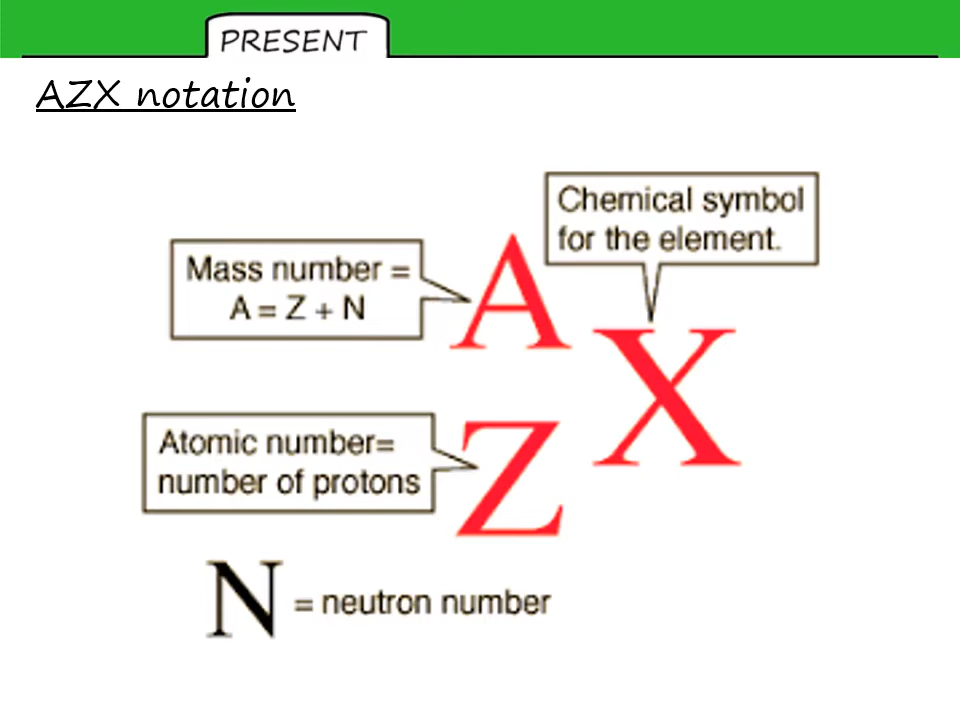 PRESENT
AZX notation
Chemical symbol
for the element.
Mass number =
A = Z + N
A
X
Atomic number=
number of protons
Z
N = neutron number